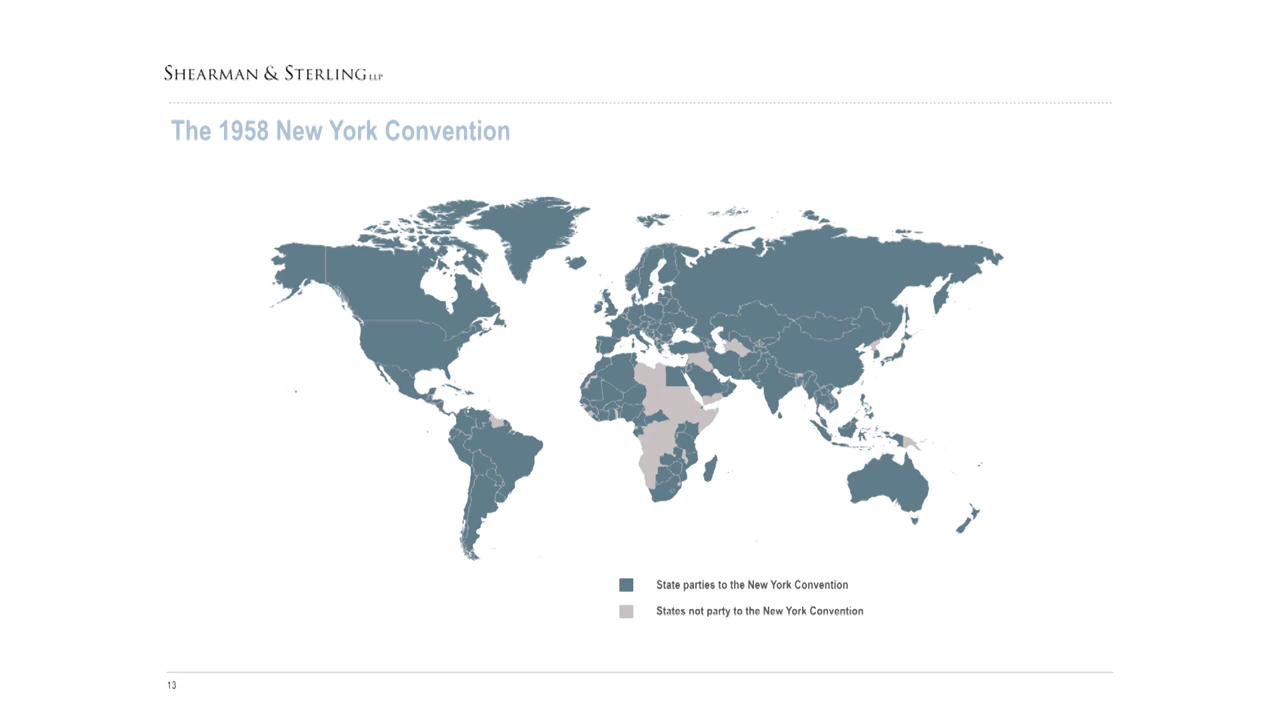 SHEARMAN & STERLING LLP
The 1958 New York Convention
State parties to the New York Convention
States not party to the New York Convention
13